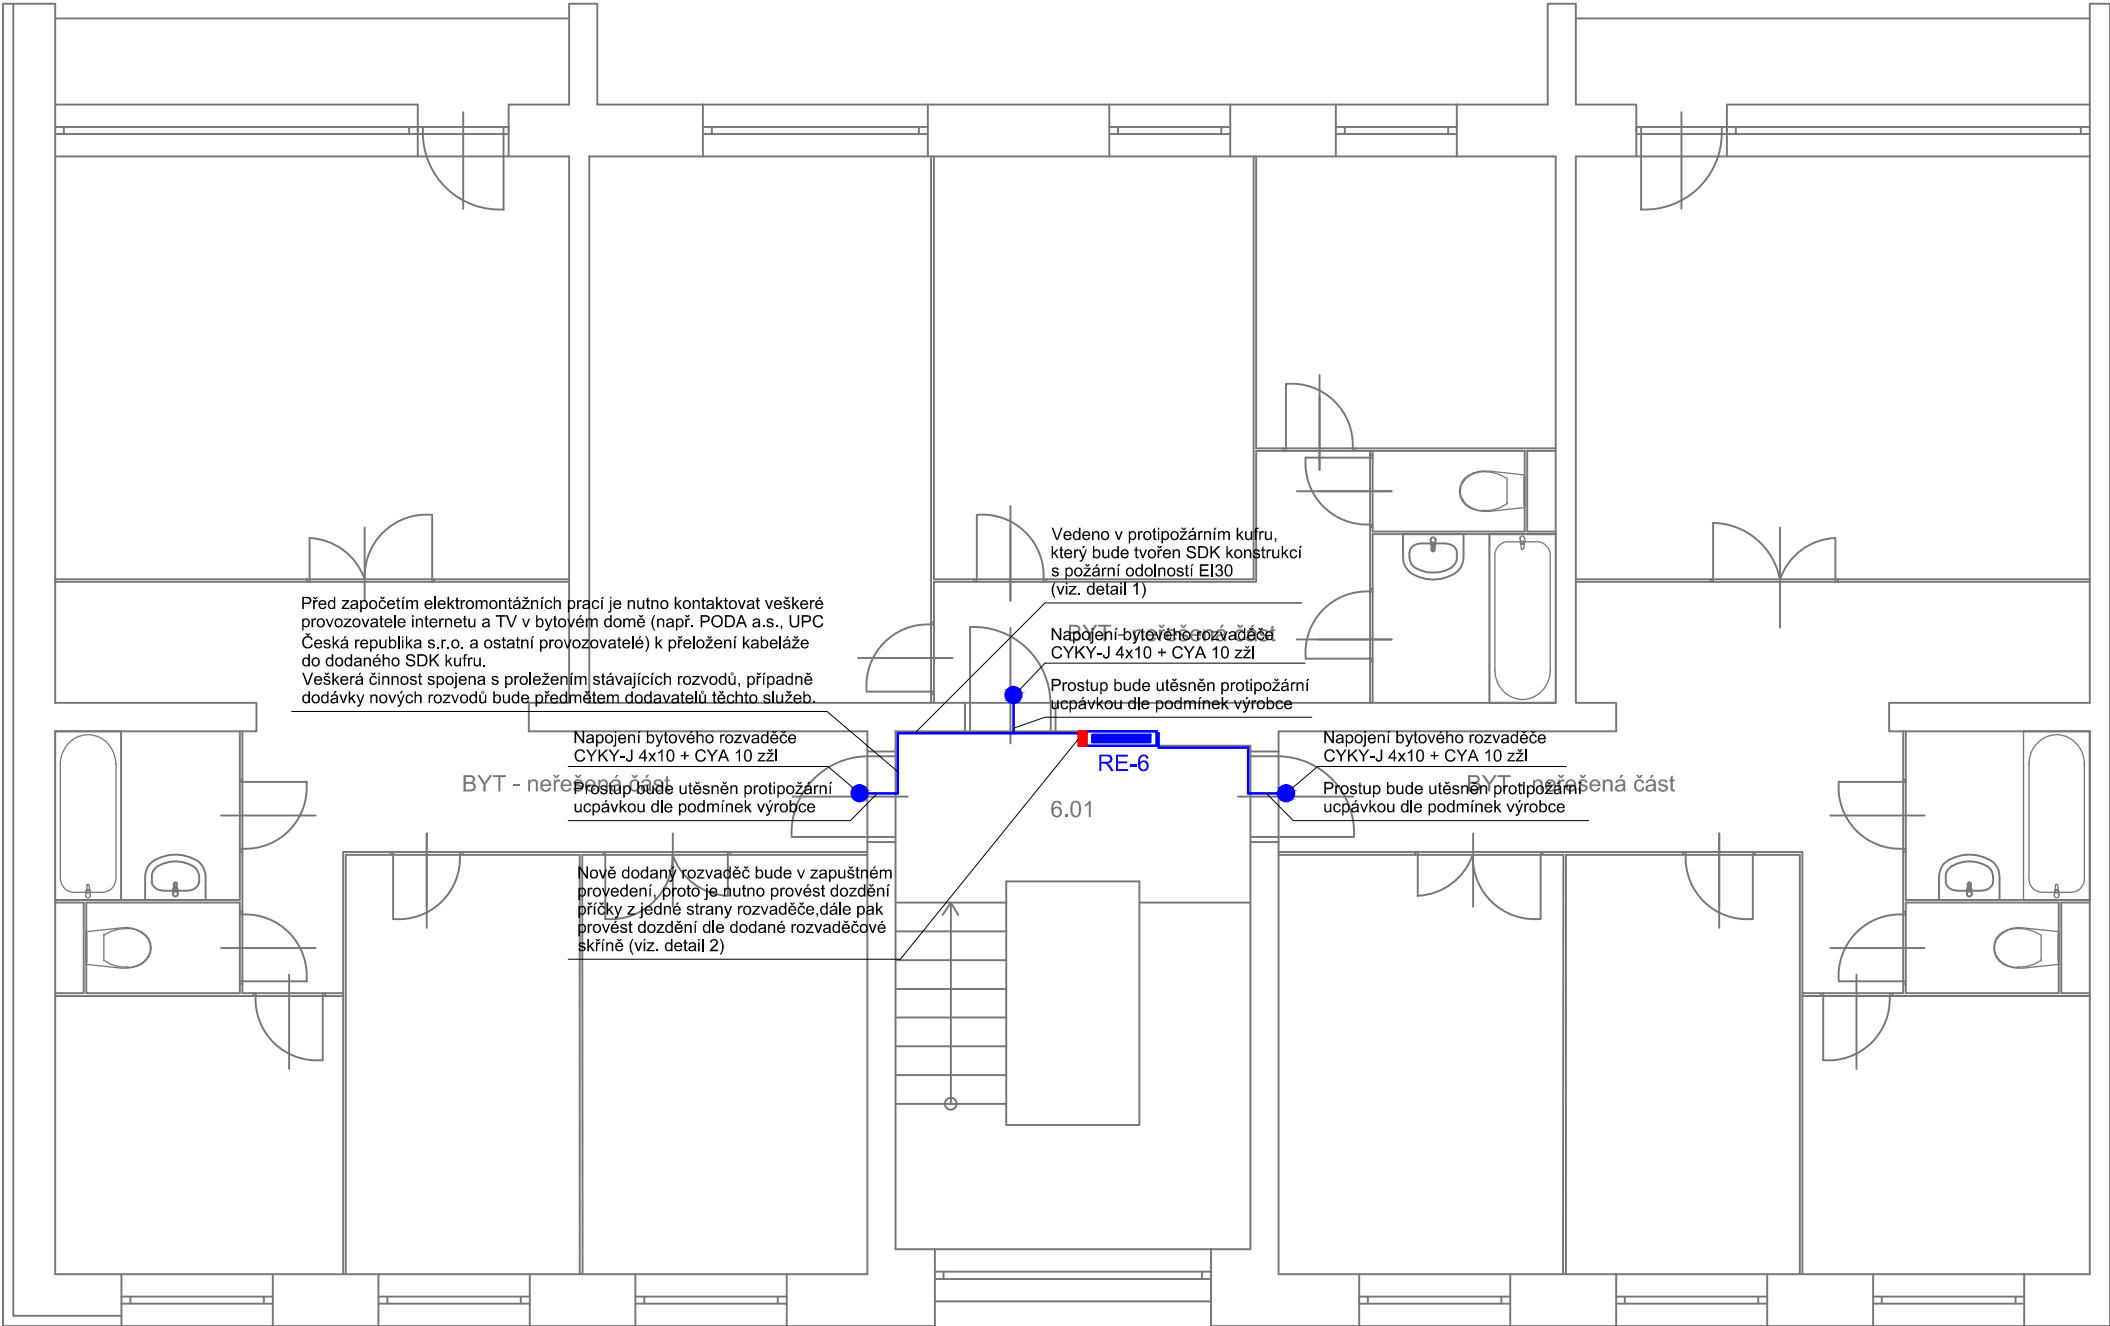 Vedeno v protipožárním kufru,
který bude tvořen SDK konstrukcí
s požární odolností EI30
(viz. detail 1)
Před započetím elektromontážních prací je nutno kontaktovat veškeré
provozovatele internetu a TV v bytovém domě (např. PODA a.s., UPC
Česká republika s.r.o. a ostatní provozovatelé) k přeložení kabeláže
do dodaného SDK kufru.
Veškerá činnost spojena s proležením stávajících rozvodů, případně
dodávky nových rozvodů bude předmětem dodavatelů těchto služeb.
BYT - neřešená část
Napojení bytového rozvaděče
CYKY-J 4x10 + CYA 10 zžl
Prostup bude utěsněn protipožární
ucpávkou dle podmínek výrobce
Napojení bytového rozvaděče
CYKY-J 4x10 + CYA 10 zžl
BYT - neřešená část
Prostup bude utěsněn protipožární
ucpávkou dle podmínek výrobce
RE-6
6.01
Napojení bytového rozvaděče
CYKY-J 4x10 + CYA 10 zžl
BYT - neřešená část
Prostup bude utěsněn protipožární
ucpávkou dle podmínek výrobce
Nově dodaný rozvaděč bude v zapuštném
provedení, proto je nutno provést dozdění
příčky z jedné strany rozvaděče,dále pak
provést dozdění dle dodané rozvaděčové
skříně (viz. detail 2)